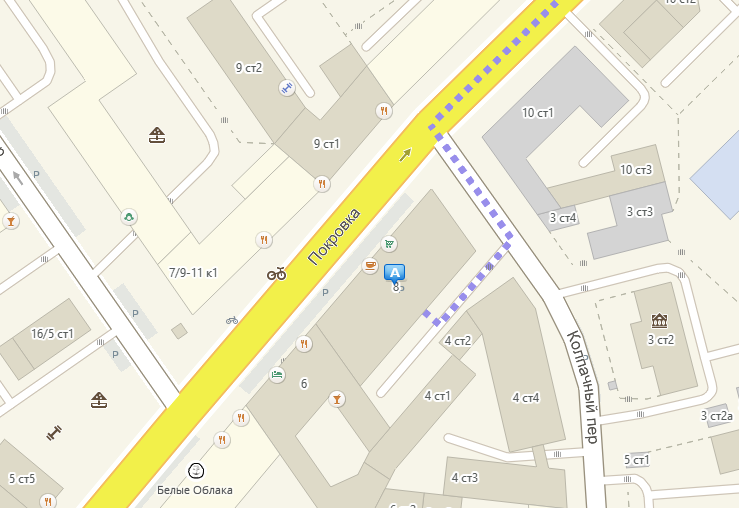 10 ст2
9 ст2
10 ст1
9 ст1
10 ст3
Р
3 ст3
3 ст4
Покровка
7/9-11 к1
А
Р
Р
16/5 ст1
4 ст2
3 ст2
Р
Колпачный пер
6
4 ст1
4 ст4
3 ст2а
5 ст1
4 ст3
5 ст5
Белые Облака